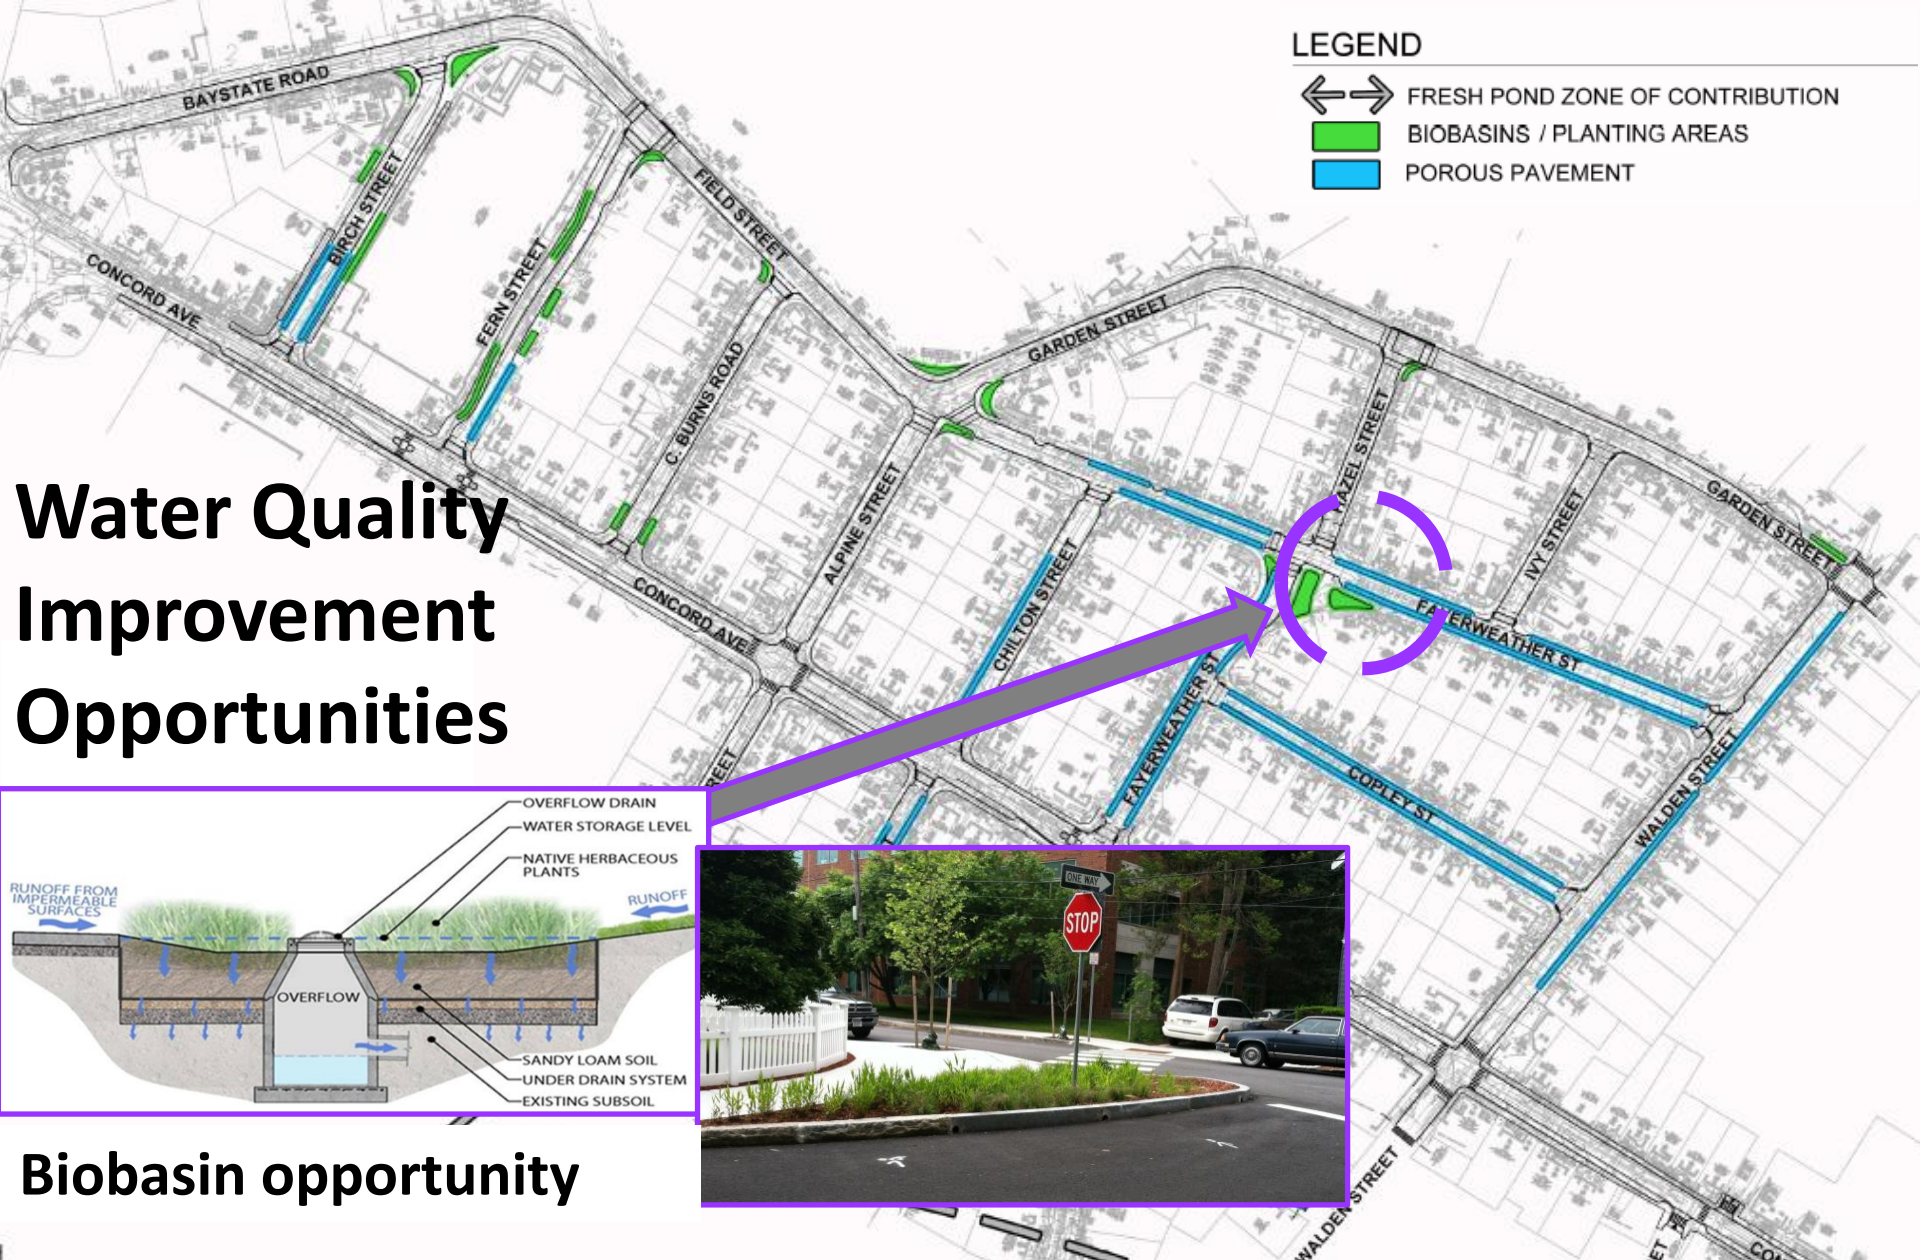 LEGEND
FRESH POND ZONE OF CONTRIBUTION
BIOBASINS / PLANTING AREAS
POROUS PAVEMENT
BAYSTATE ROAD
BIRCH STREET
FIELD STREET
CONCORD AVE
FERN STREET
GARDEN STREET
C. BURNS ROAD
HAZEL STREET
ALPINE STREET
GARDEN STREET
IVY STREET
CHILTON STREET
CONCORD AVE
FAYERWEATHER ST
FAYERWEATHER ST
COPLEY ST
WALDEN STREET
REET
Water Quality
Improvement
Opportunities
OVERFLOW DRAIN
WATER STORAGE LEVEL
NATIVE HERBACEOUS
PLANTS
RUNOFF FROM
IMPERMEABLE
SURFACES
RUNOFF
OVERFLOW
SANDY LOAM SOIL
UNDER DRAIN SYSTEM
EXISTING SUBSOIL
ONE WAY
STOP
Biobasin opportunity
WALDEN STREET
ET
CON